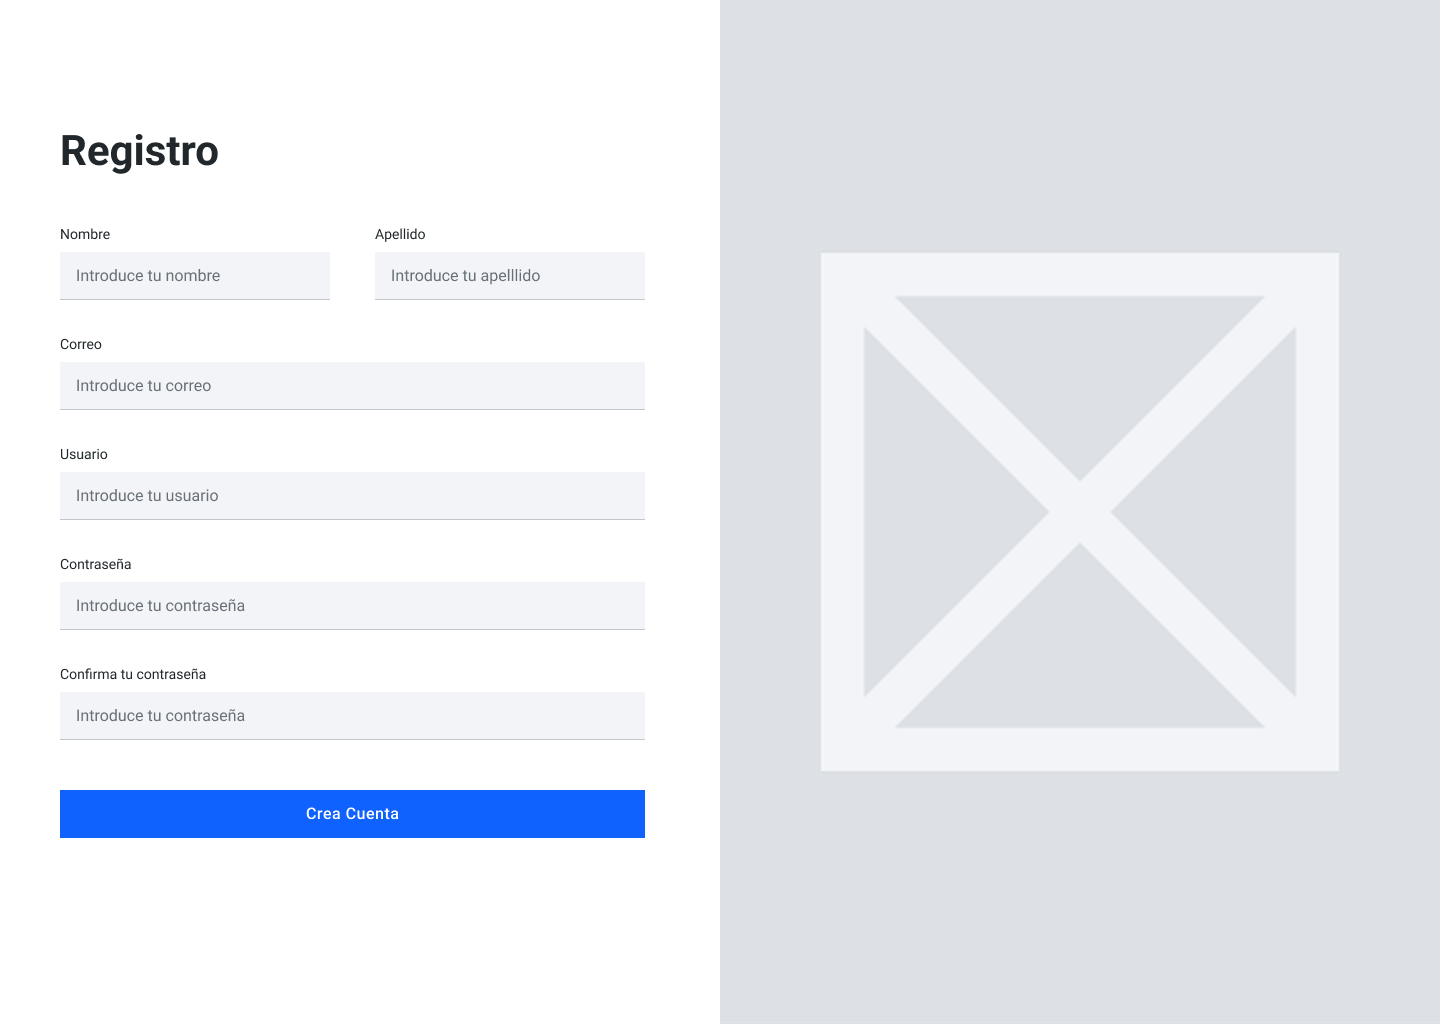 Registro
Nombre
Apellido
Introduce tu nombre
Introduce tu apelllido
Correo
Introduce tu correo
Usuario
Introduce tu usuario
Contraseña
Introduce tu contraseña
Confirma tu contraseña
Introduce tu contraseña
Crea Cuenta